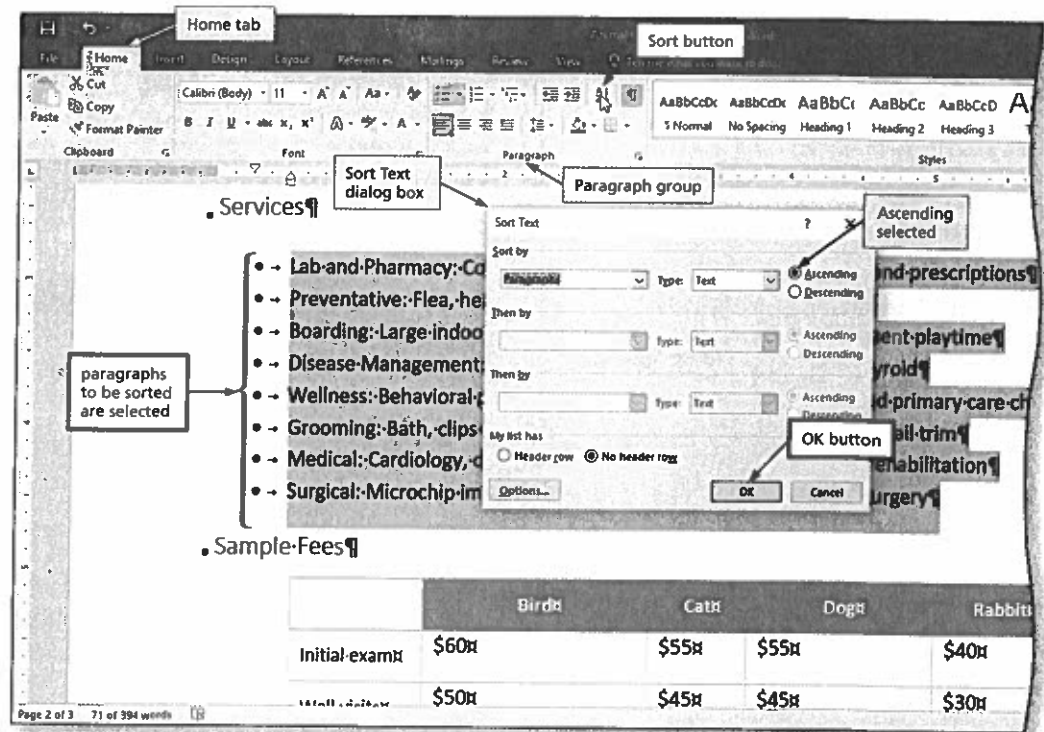 Home tab
Sort button
File Home Insert Design Layout References Mailings Review View
Cut
Copy
Format Painter
Paste
Clipboard
Calibri (Body) 11
Font
Paragraph
AaBbCcDc AaBbCcDc AaBbCc AaBbCc AaBbCcD A
¶ Normal No Spacing Heading 1 Heading 2 Heading 3
Styles
Sort Text
dialog box
Paragraph group
Ascending
selected
Services¶
Sort Text ? X
Sort by
Paragraphs Type: Text Ascending
Descending
Then by
Type: Text Ascending
Descending
Then by
Type: Text Ascending
Descending
My list has
Header row No header row
Options... OK Cancel
OK button
paragraphs
to be sorted
are selected
Lab·and·Pharmacy:·Co nd·prescriptions¶
Preventative:·Flea,·he
Boarding:·Large·indoo ent·playtime¶
Disease·Management: yroid¶
Wellness:·Behavioral·p d·primary·care·ch
Grooming:·Bath,·clips ail·trim¶
Medical:·Cardiology,·d ehabilitation¶
Surgical:·Microchip·im urgery¶
Sample·Fees¶
Bird¤ Cat¤ Dog¤ Rabbit¤
Initial·exam¤ $60¤ $55¤ $55¤ $40¤
$50¤ $45¤ $45¤ $30¤
Page 2 of 3 71 of 394 words